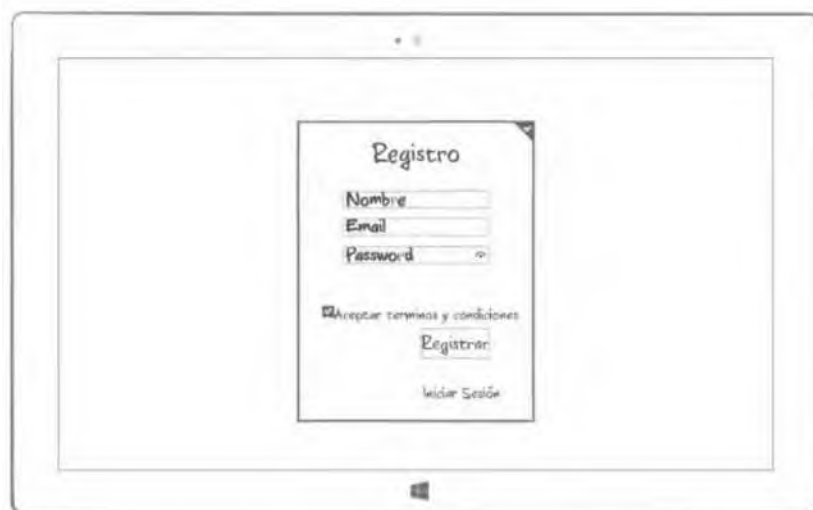 Registro
Nombre
Email
Password
Aceptar terminos y condiciones
Registrar
Iniciar Sesión